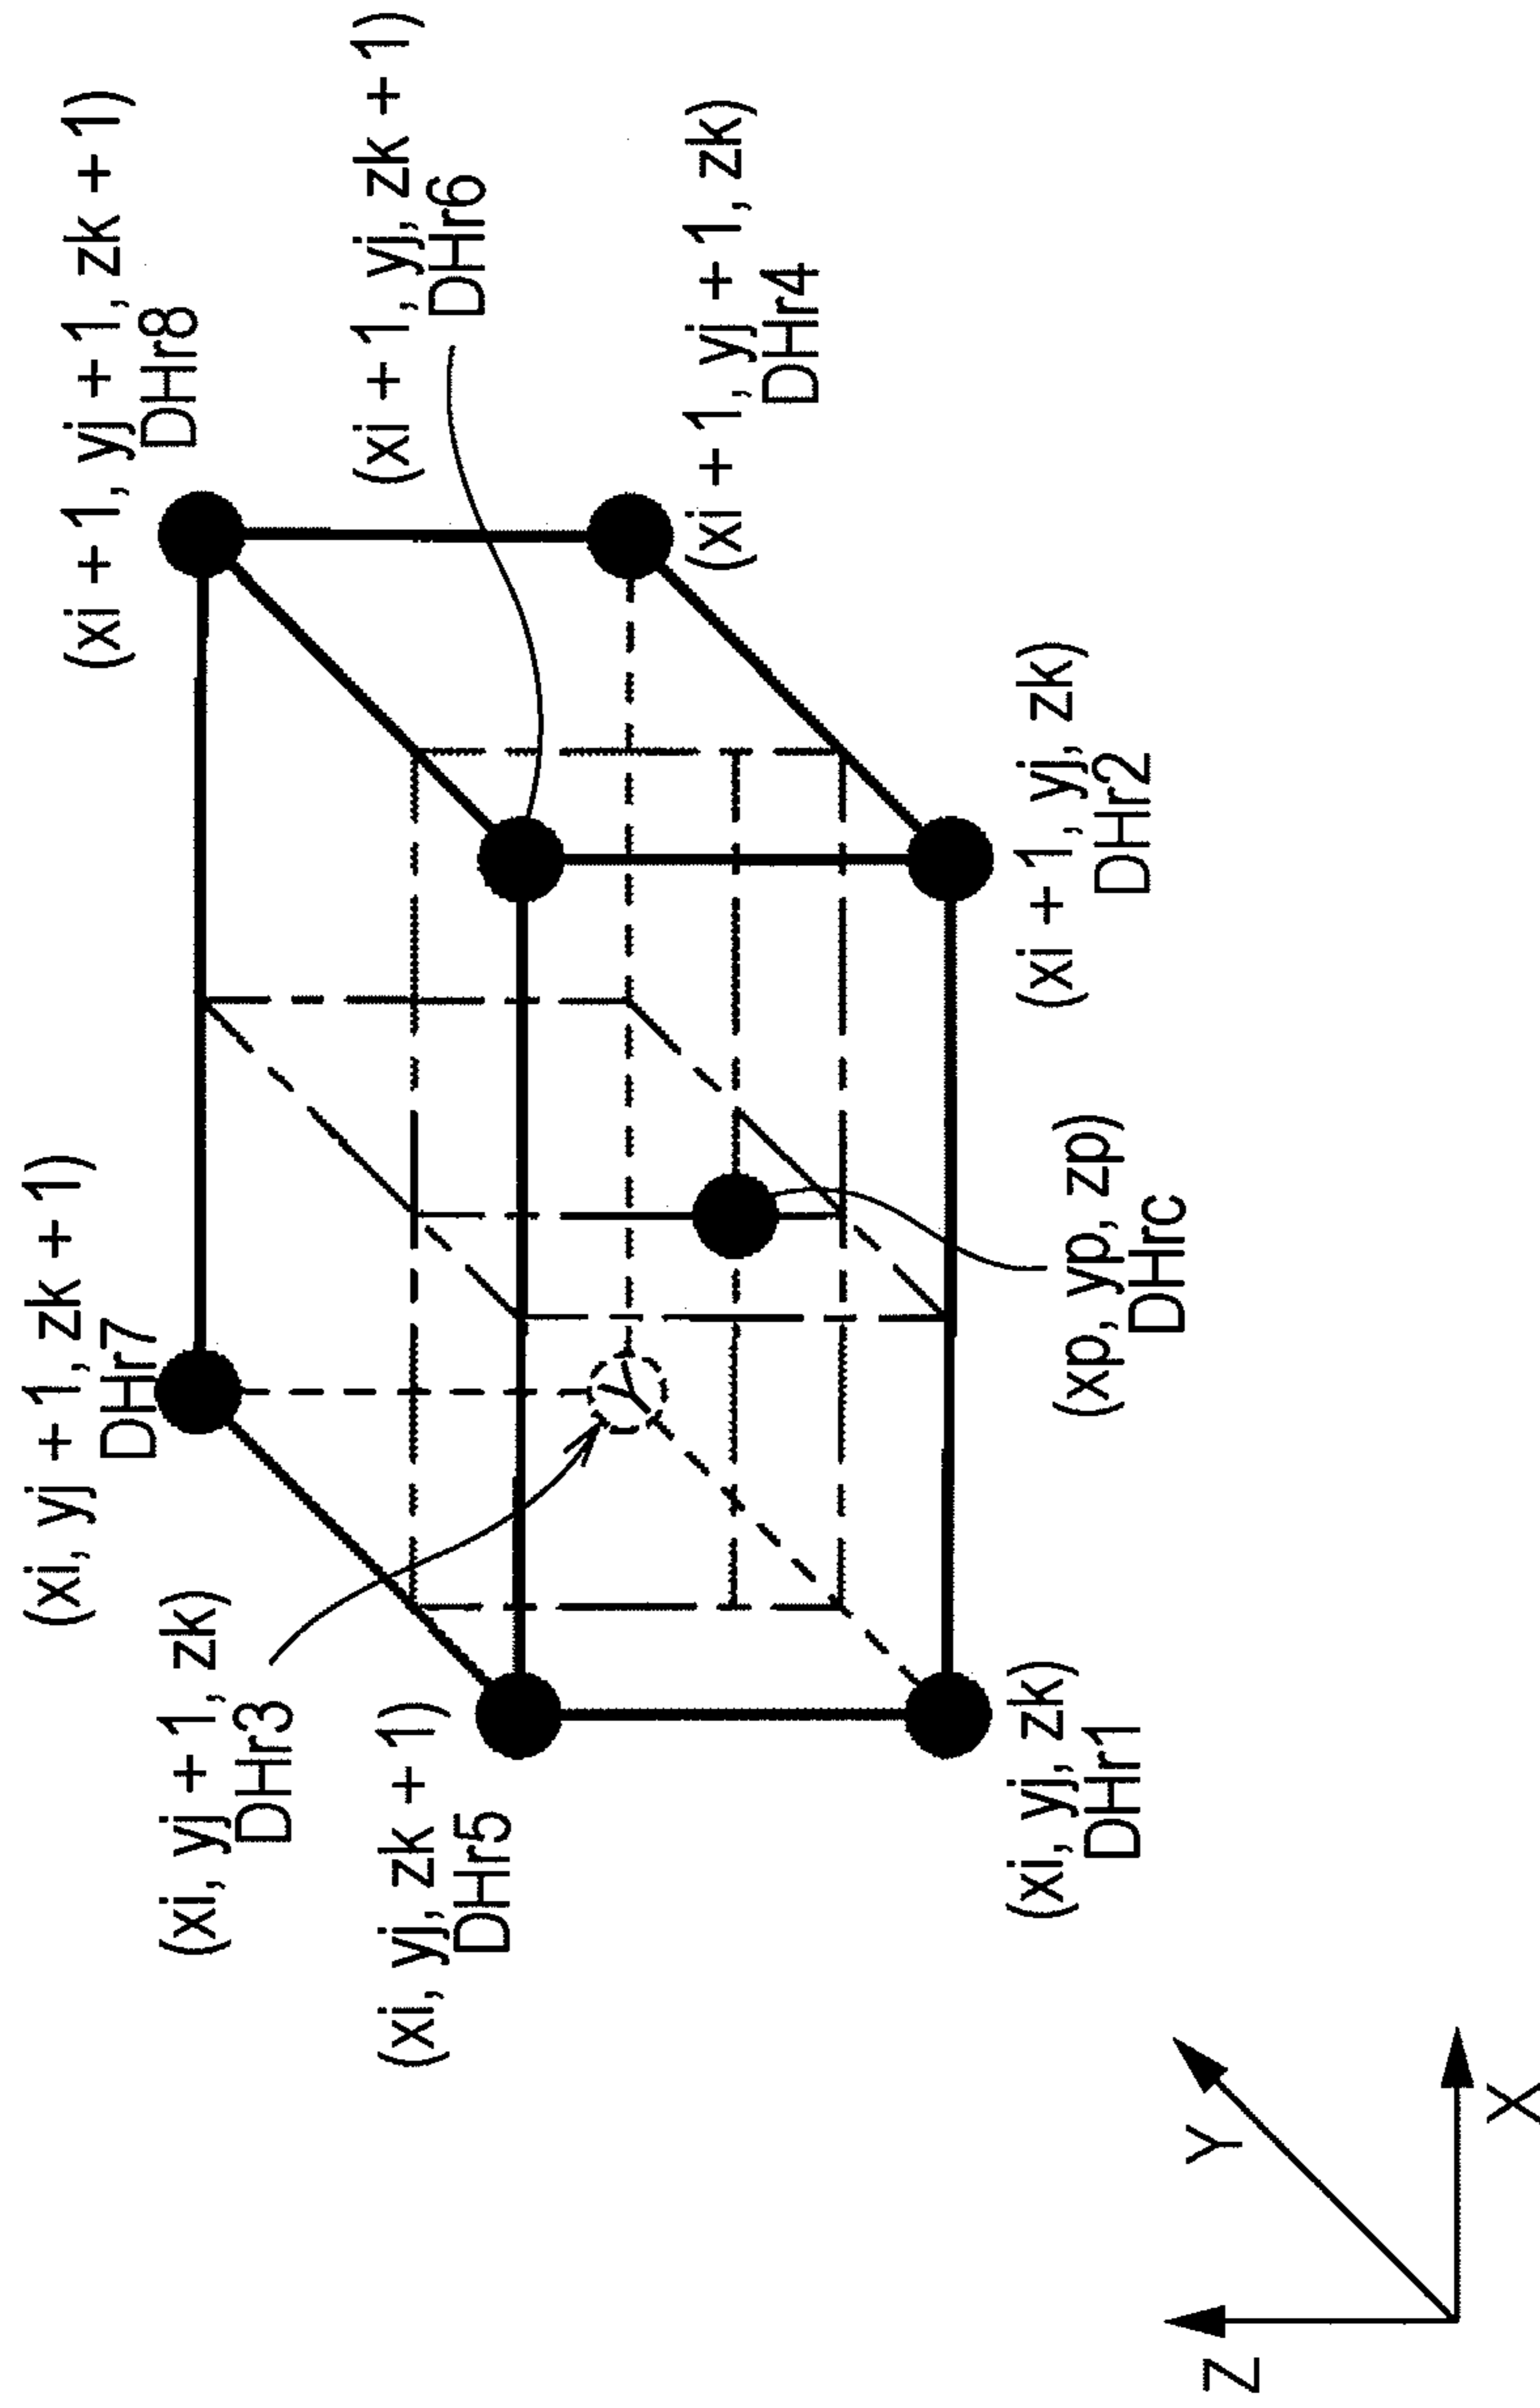 (xi, yj + 1, zk + 1)
DHr7
(xi + 1, yj + 1, zk + 1)
DHr8
(xi, yj + 1, zk)
DHr3
(xi + 1, yj, zk + 1)
DHr6
(xi, yj, zk + 1)
DHr5
(xi + 1, yj + 1, zk)
DHr4
(xi, yj, zk)
DHr1
(xp, yp, zp)
DHrc
(xi + 1, yj, zk)
DHr2
Z
Y
X